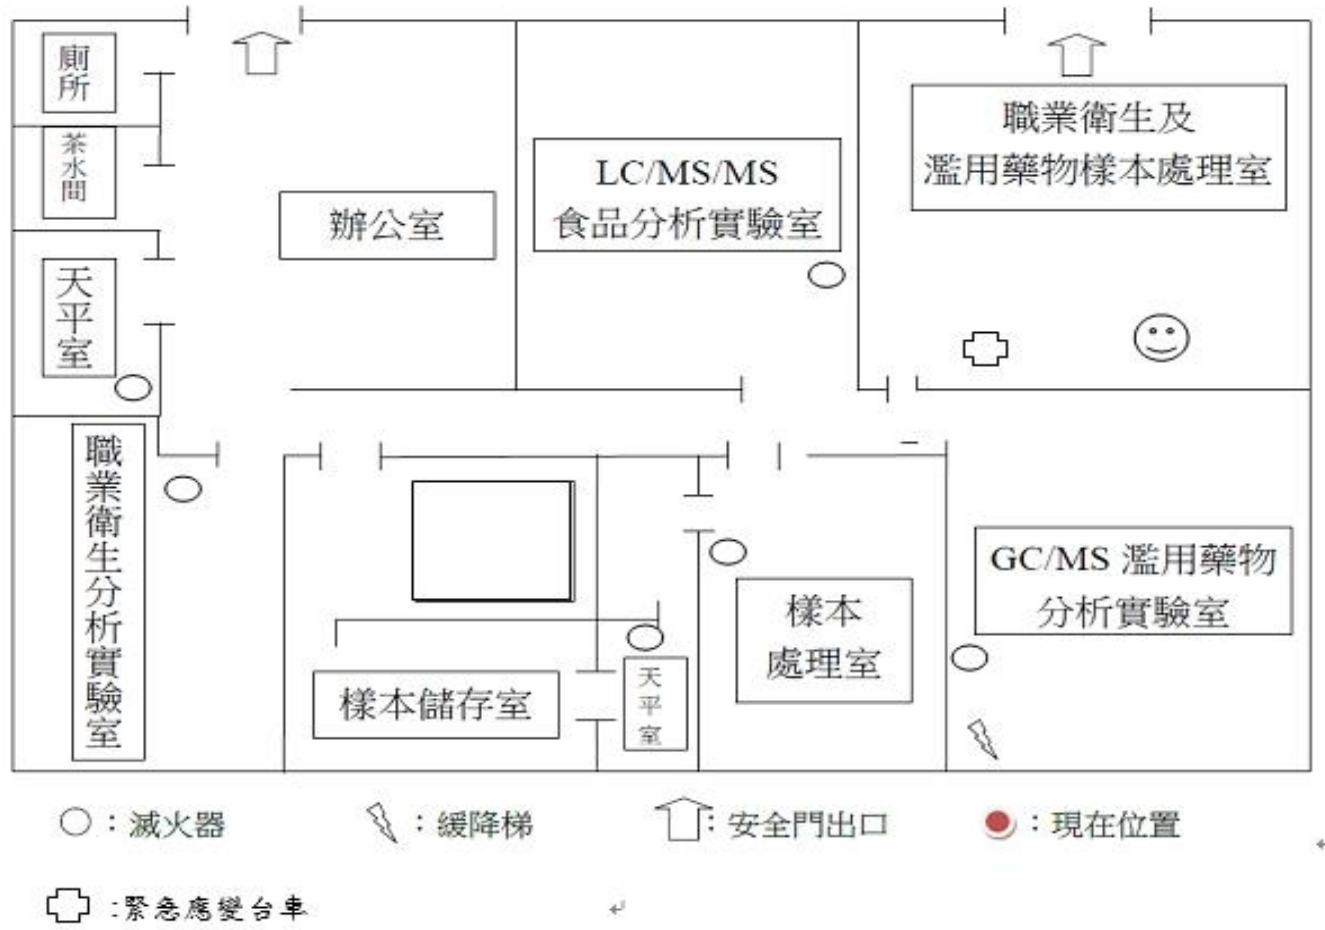 廁
所
茶
水
間
辦公室
LC/MS/MS
食品分析實驗室
職業衛生及
濫用藥物樣本處理室
天
平
室
職
業
衛
生
分
析
實
驗
室
樣本儲存室
天
平
室
樣本
處理室
GC/MS 濫用藥物
分析實驗室
：滅火器
：緩降梯
：安全門出口
：現在位置
:緊急應變台車